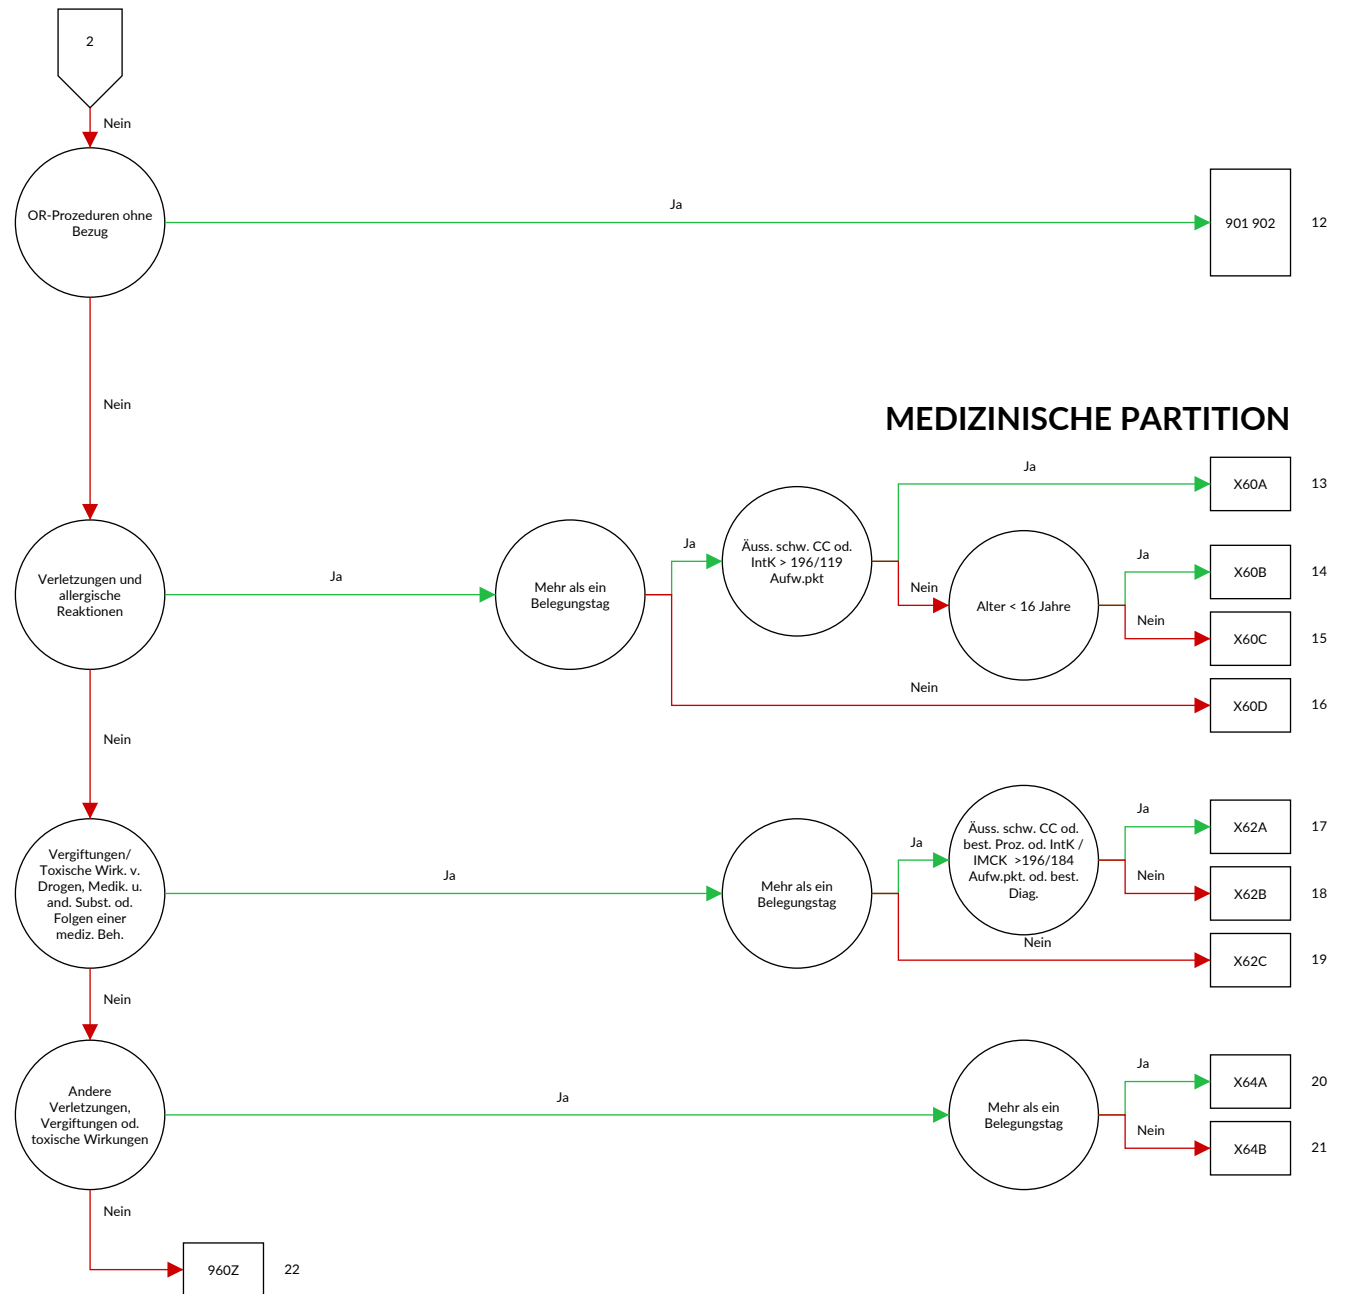 2
Nein
OR-Prozeduren ohne
Bezug
Ja
901 902
12
Nein
MEDIZINISCHE PARTITION
Verletzungen und
allergische
Reaktionen
Ja
Mehr als ein
Belegungstag
Ja
Äuss. schw. CC od.
IntK > 196/119
Aufw.pkt
Ja
X60A
13
Nein
Alter < 16 Jahre
Ja
X60B
14
Nein
X60C
15
Nein
X60D
16
Nein
Vergiftungen/
Toxische Wirk. v.
Drogen, Medik. u.
and. Subst. od.
Folgen einer
mediz. Beh.
Ja
Mehr als ein
Belegungstag
Ja
Äuss. schw. CC od.
best. Proz. od. IntK /
IMCK  >196/184
Aufw.pkt. od. best.
Diag.
Ja
X62A
17
Nein
X62B
18
Nein
X62C
19
Nein
Andere
Verletzungen,
Vergiftungen od.
toxische Wirkungen
Ja
Mehr als ein
Belegungstag
Ja
X64A
20
Nein
X64B
21
Nein
960Z
22